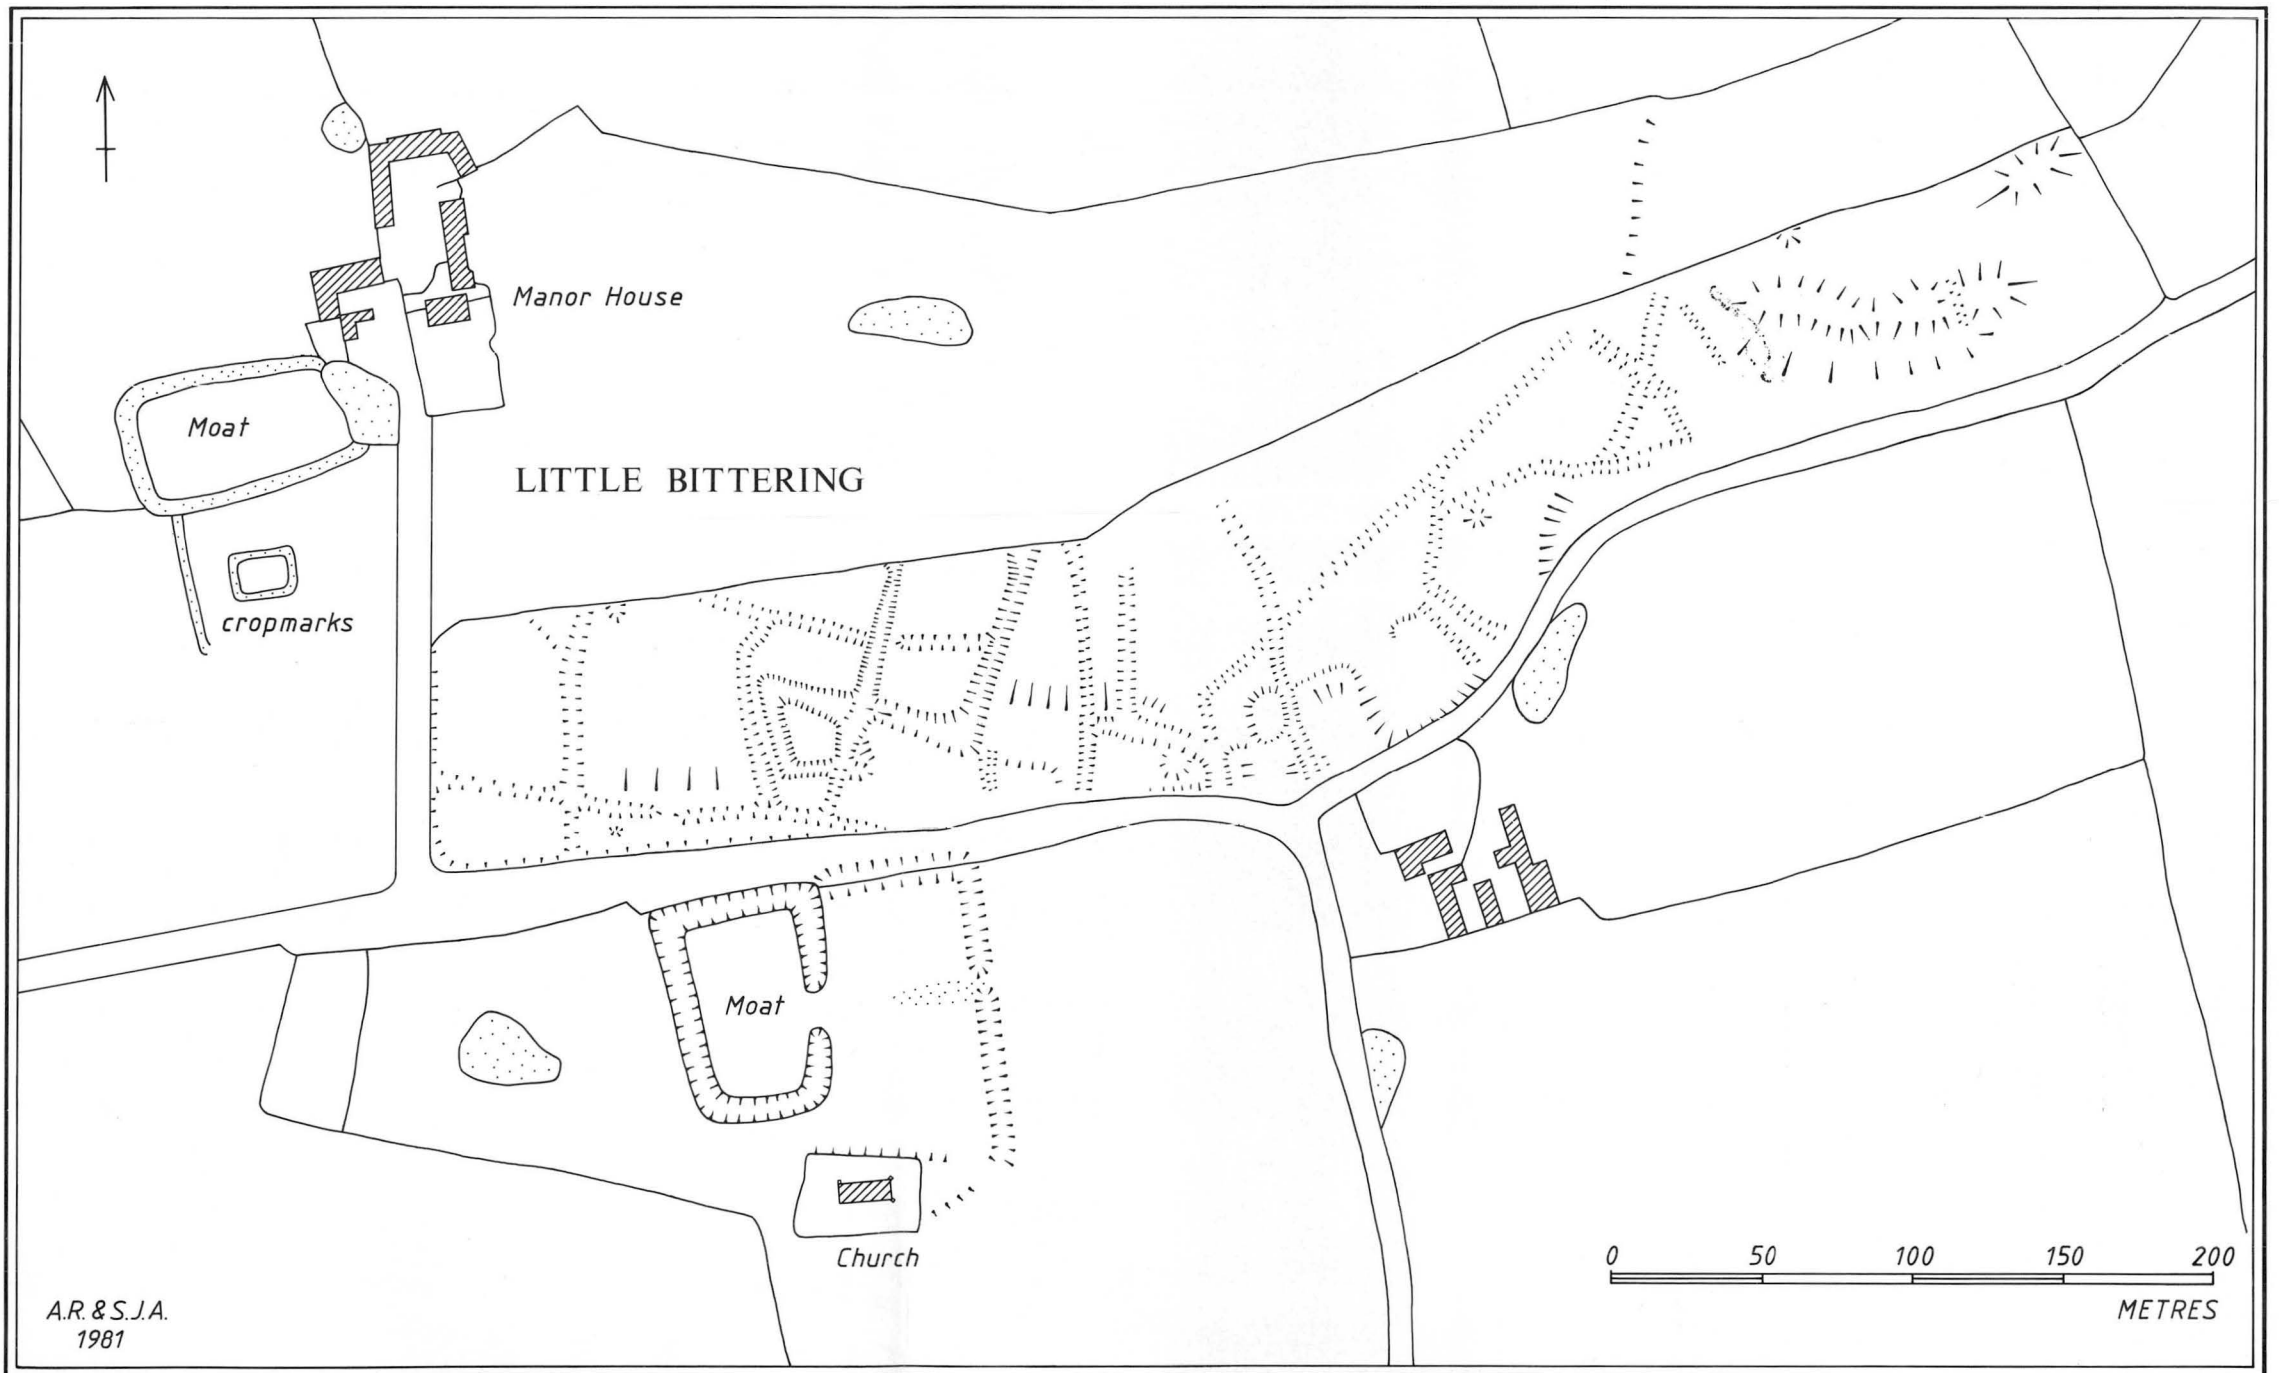 Manor House
Moat
LITTLE BITTERING
cropmarks
Moat
Church
0 50 100 150 200
METRES
A.R. & S.J.A.
1981